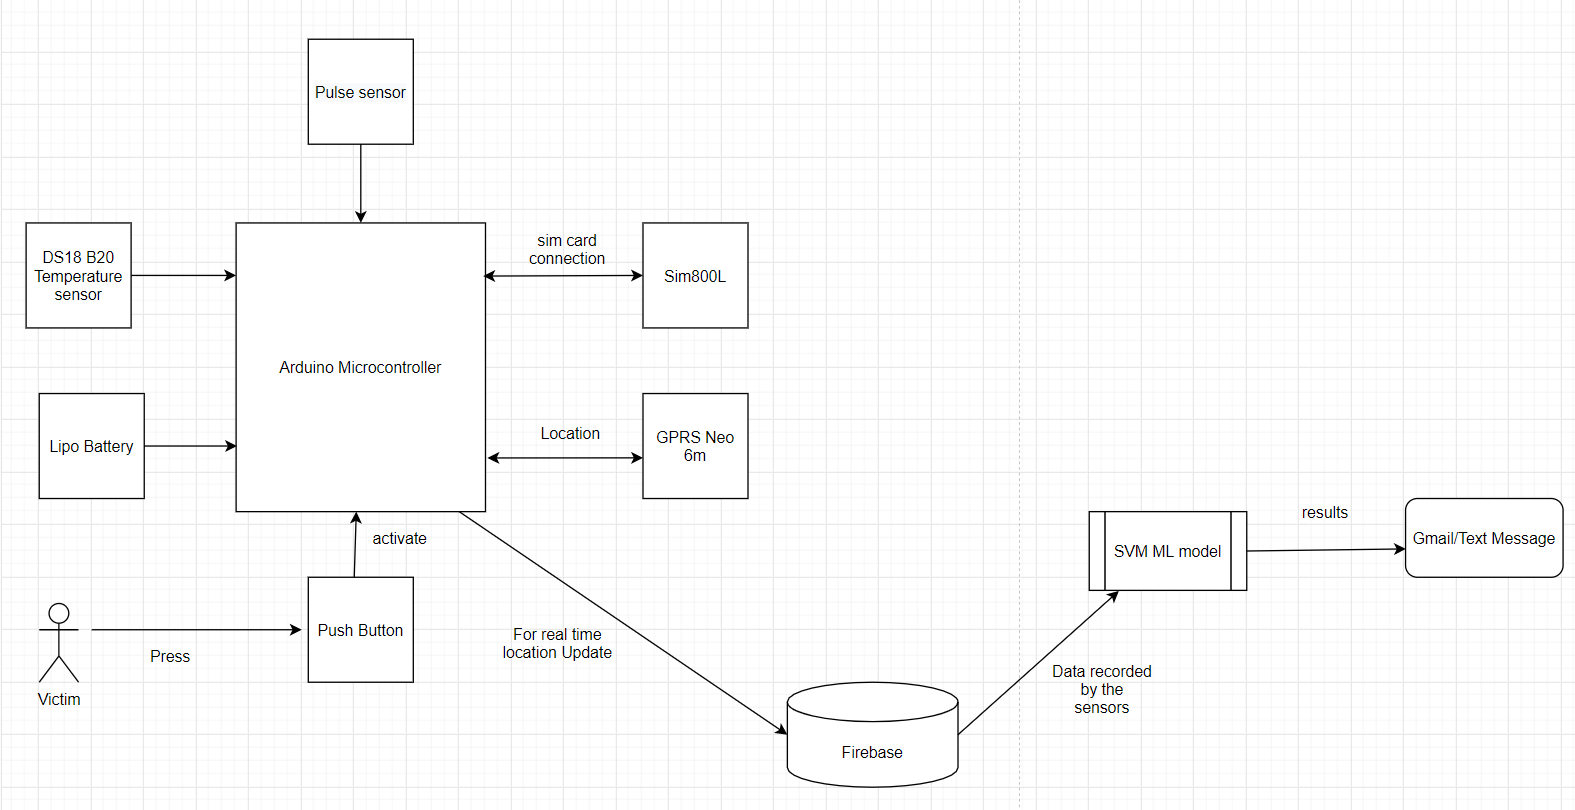 Pulse sensor
DS18 B20
Temperature
sensor
sim card
connection
Sim800L
Arduino Microcontroller
Lipo Battery
Location
GPRS Neo
6m
activate
Push Button
Press
Victim
For real time
location Update
Firebase
Data recorded
by the
sensors
SVM ML model
results
Gmail/Text Message